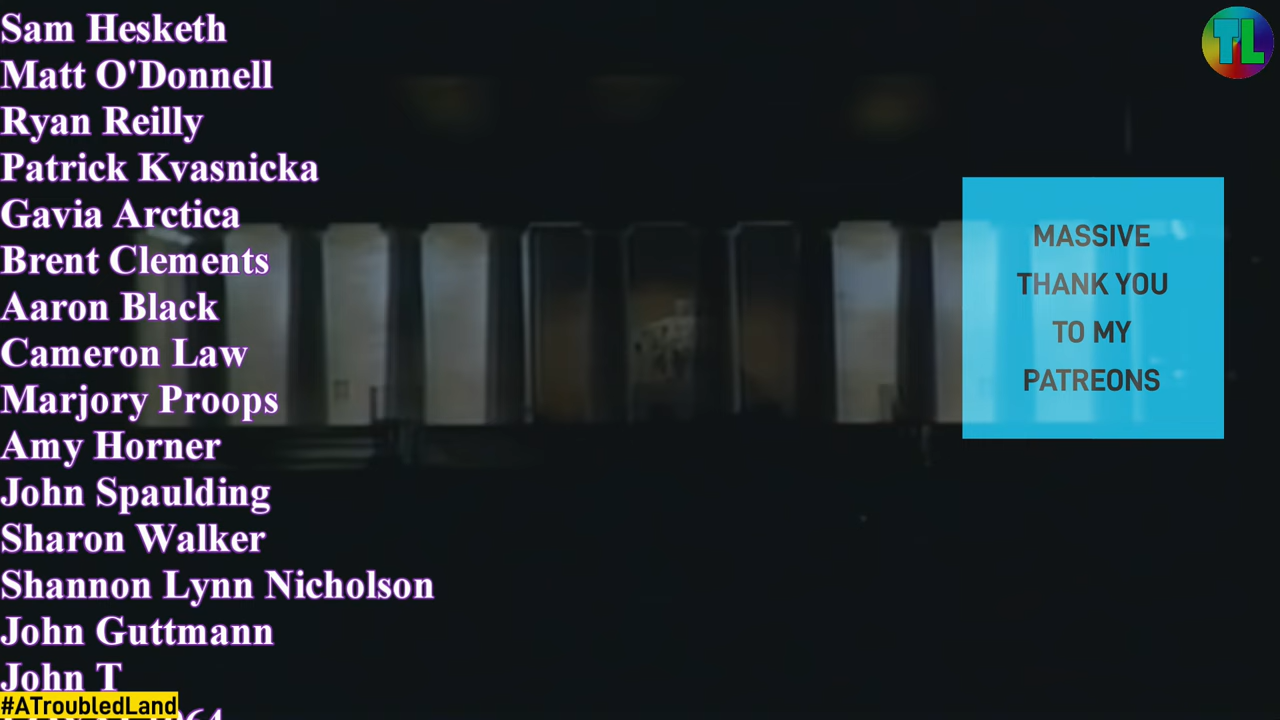 Sam Hesketh
Matt O'Donnell
Ryan Reilly
Patrick Kvasnicka
Gavia Arctica
Brent Clements
Aaron Black
Cameron Law
Marjory Proops
Amy Horner
John Spaulding
Sharon Walker
Shannon Lynn Nicholson
John Guttmann
John T
#ATroubledLand
TL
MASSIVE
THANK YOU
TO MY
PATREONS